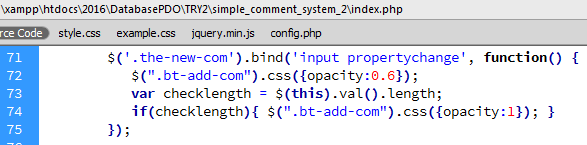 \xampp\htdocs\2016\DatabasePDO\TRY2\simple_comment_system_2\index.php
rce Code style.css example.css jquery.min.js config.php
71 $('.the-new-com').bind('input propertychange', function() {
72 $(".bt-add-com").css({opacity:0.6});
73 var checklength = $(this).val().length;
74 if(checklength){ $(".bt-add-com").css({opacity:1}); }
75 });